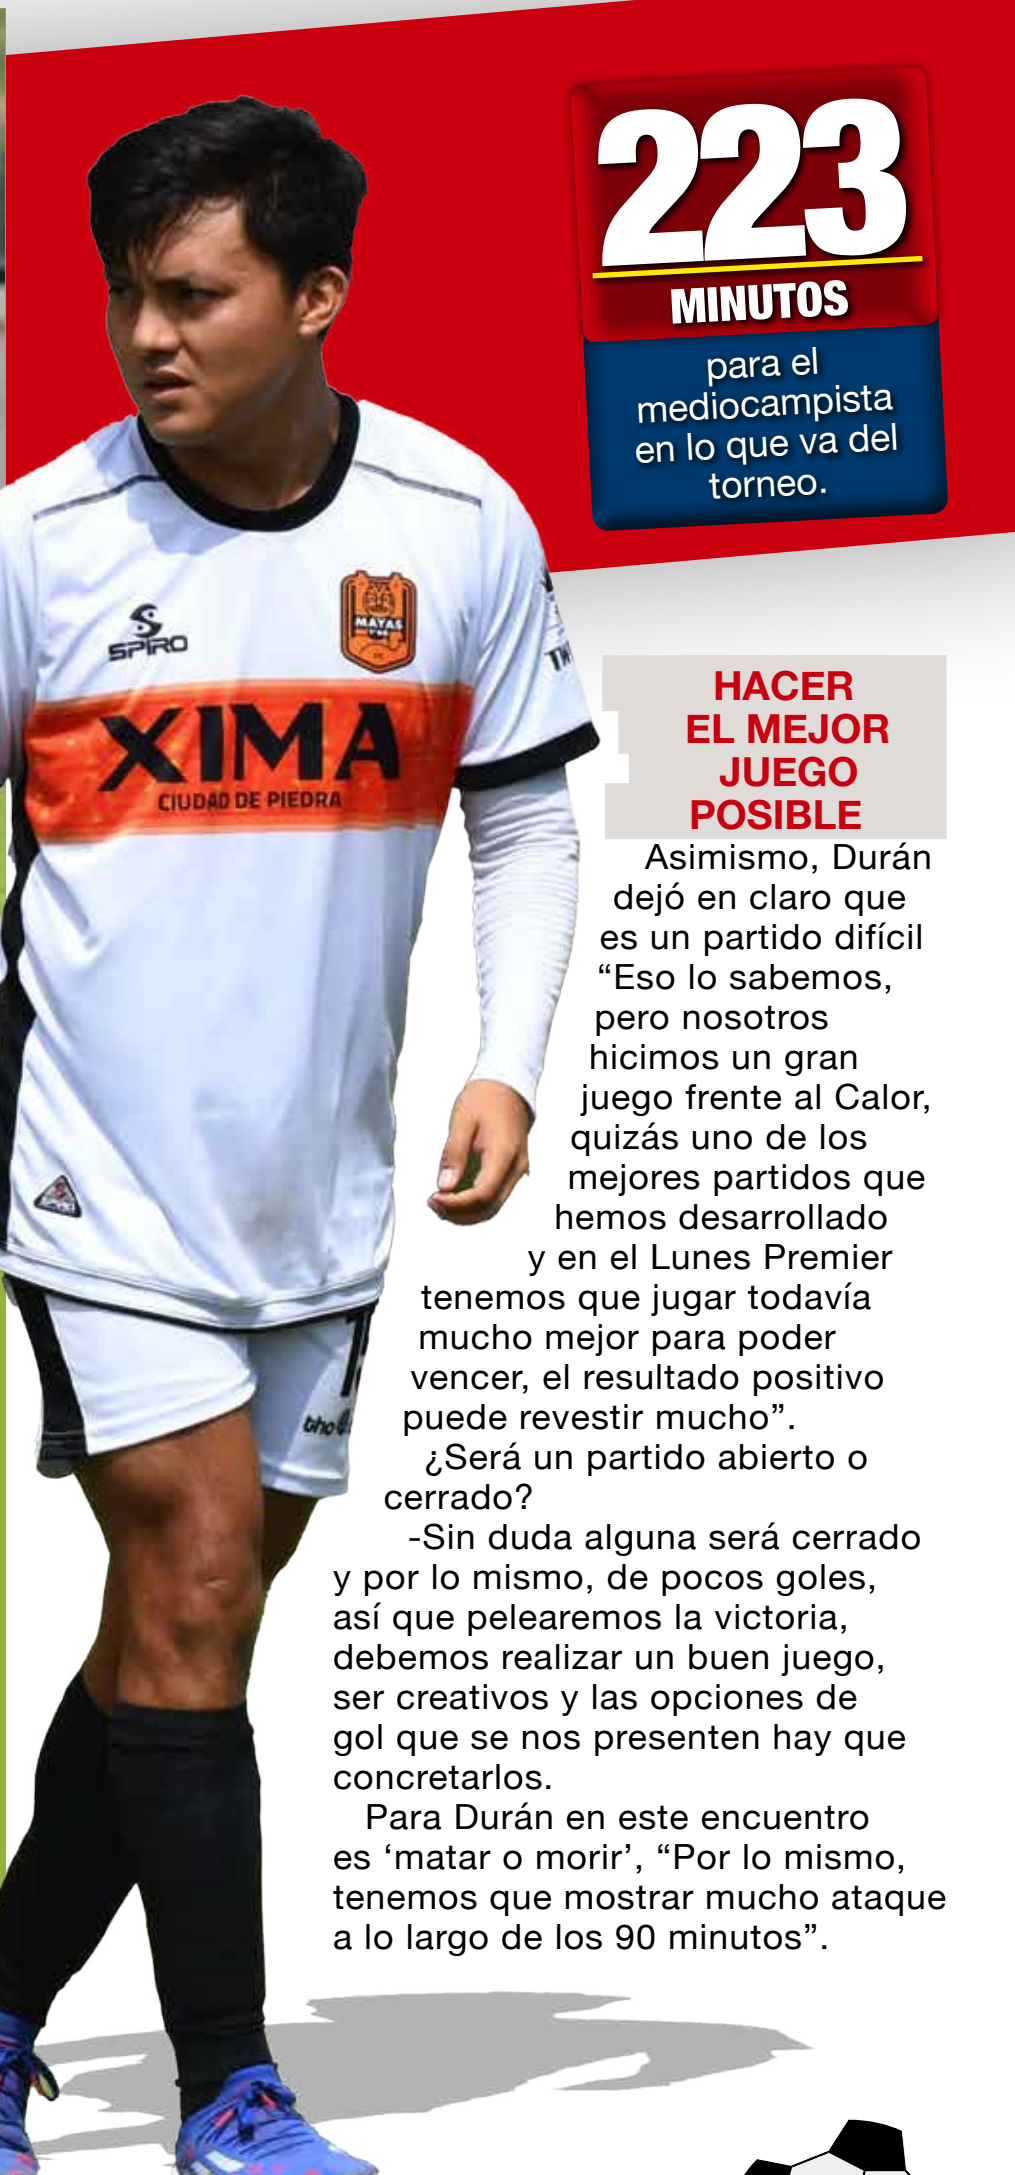 223
MINUTOS
para el
mediocampista
en lo que va del
torneo.
SPIRO
MAYAS
XIMA
CIUDAD DE PIEDRA
HACER
EL MEJOR
JUEGO
POSIBLE
Asimismo, Durán
dejó en claro que
es un partido difícil
“Eso lo sabemos,
pero nosotros
hicimos un gran
juego frente al Calor,
quizás uno de los
mejores partidos que
hemos desarrollado
y en el Lunes Premier
tenemos que jugar todavía
mucho mejor para poder
vencer, el resultado positivo
puede revestir mucho”.
¿Será un partido abierto o
cerrado?
-Sin duda alguna será cerrado
y por lo mismo, de pocos goles,
así que pelearemos la victoria,
debemos realizar un buen juego,
ser creativos y las opciones de
gol que se nos presenten hay que
concretarlos.
Para Durán en este encuentro
es ‘matar o morir’, “Por lo mismo,
tenemos que mostrar mucho ataque
a lo largo de los 90 minutos”.